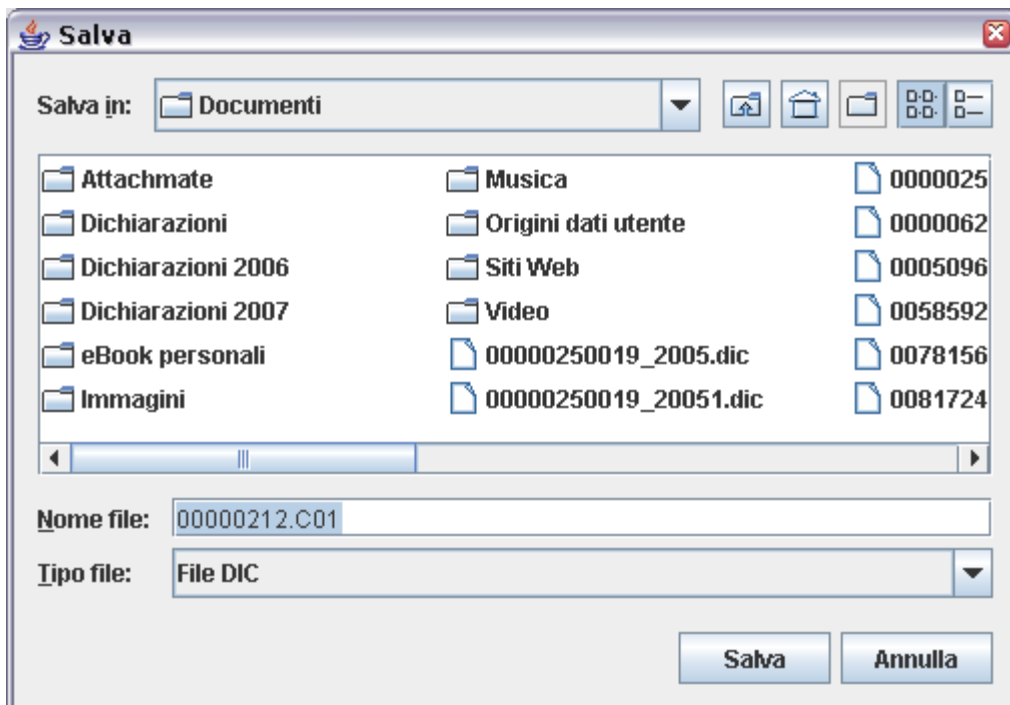 Salva
Salva in: Documenti
Attachmate Musica 0000025
Dichiarazioni Origini dati utente 0000062
Dichiarazioni 2006 Siti Web 0005096
Dichiarazioni 2007 Video 0058592
eBook personali 00000250019_2005.dic 0078156
Immagini 00000250019_20051.dic 0081724
Nome file: 00000212.C01
Tipo file: File DIC
Salva Annulla